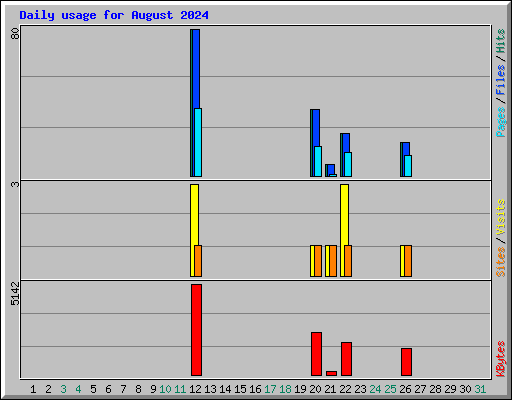 Daily usage for August 2024
80
3
5142
Pages / Files / Hits
Sites / Visits
KBytes
1 2 3 4 5 6 7 8 9 10 11 12 13 14 15 16 17 18 19 20 21 22 23 24 25 26 27 28 29 30 31